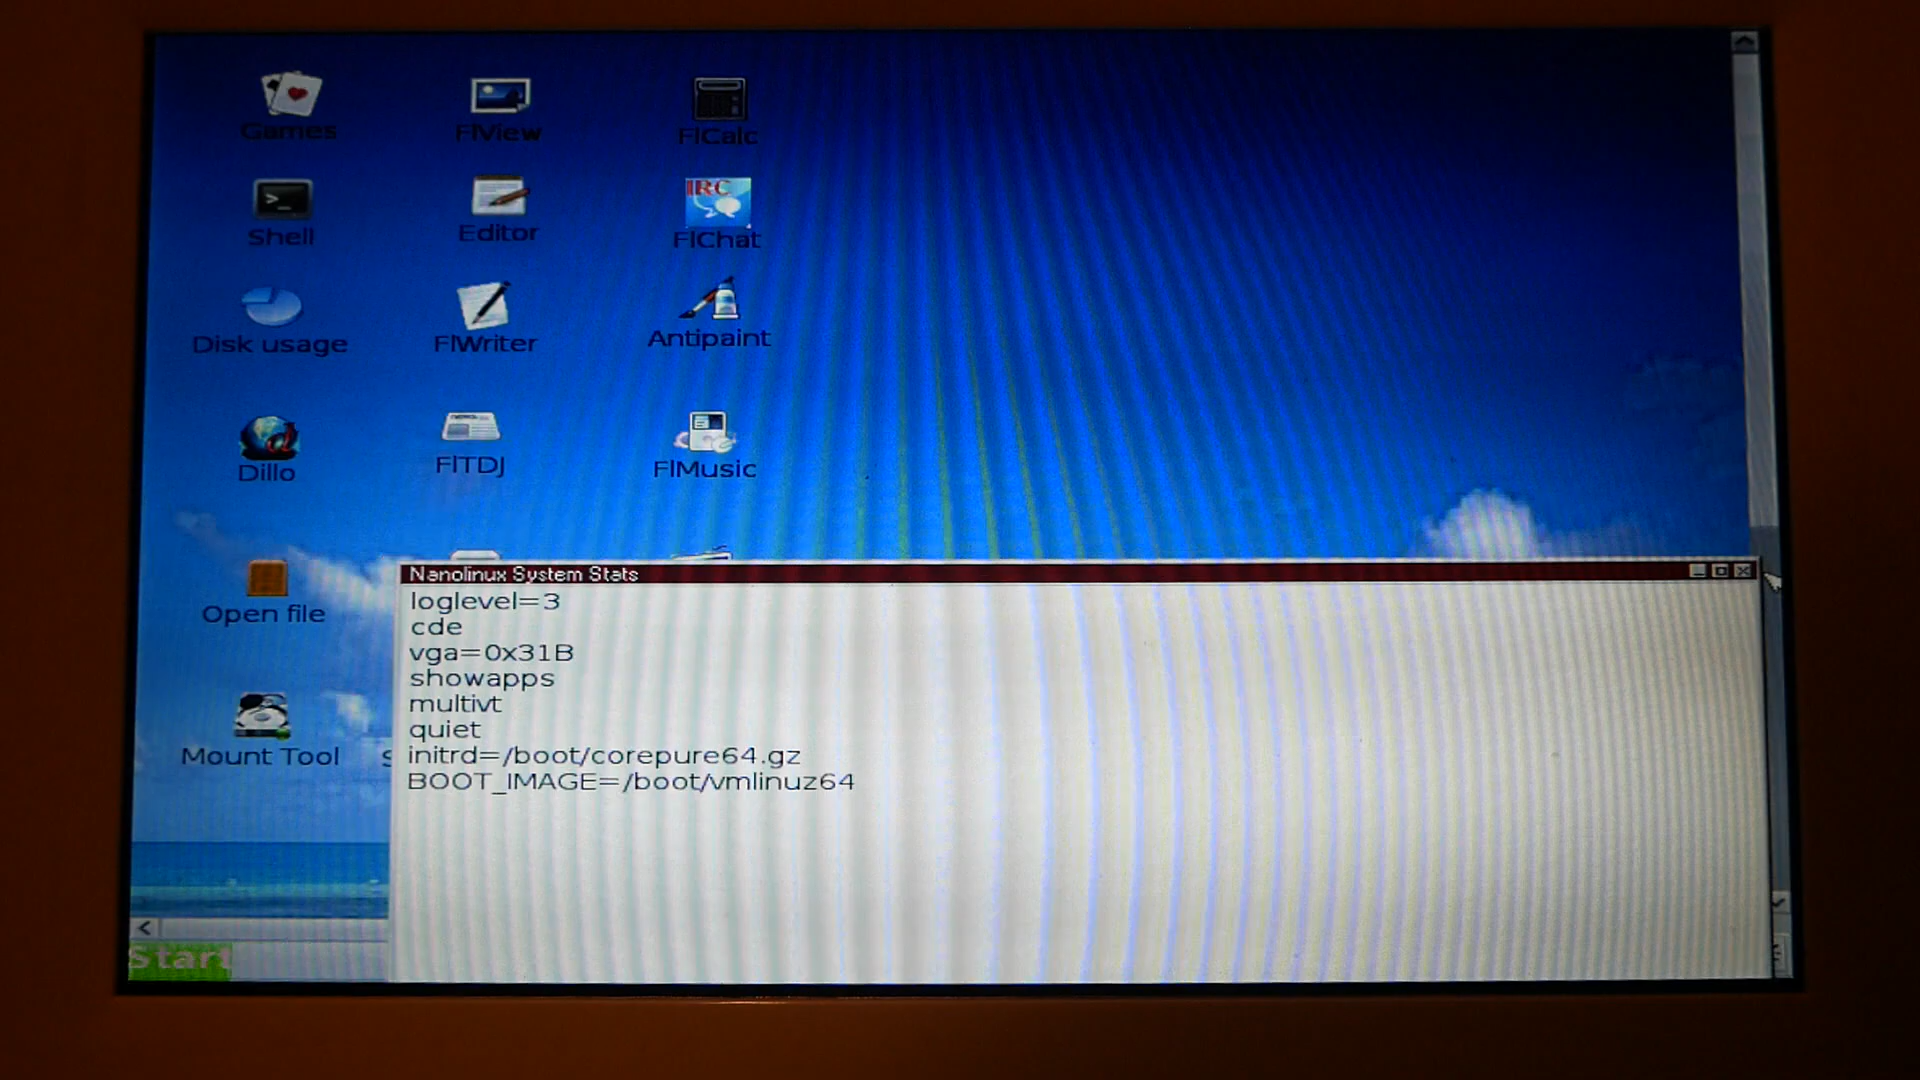 Games
FlView
FlCalc
Shell
Editor
IRC
FlChat
Disk usage
FlWriter
Antipaint
Dillo
FlTDJ
FlMusic
Open file
Mount Tool
Nanolinux System Stats
loglevel=3
cde
vga=0x31B
showapps
multivt
quiet
initrd=/boot/corepure64.gz
BOOT_IMAGE=/boot/vmlinuz64
Start